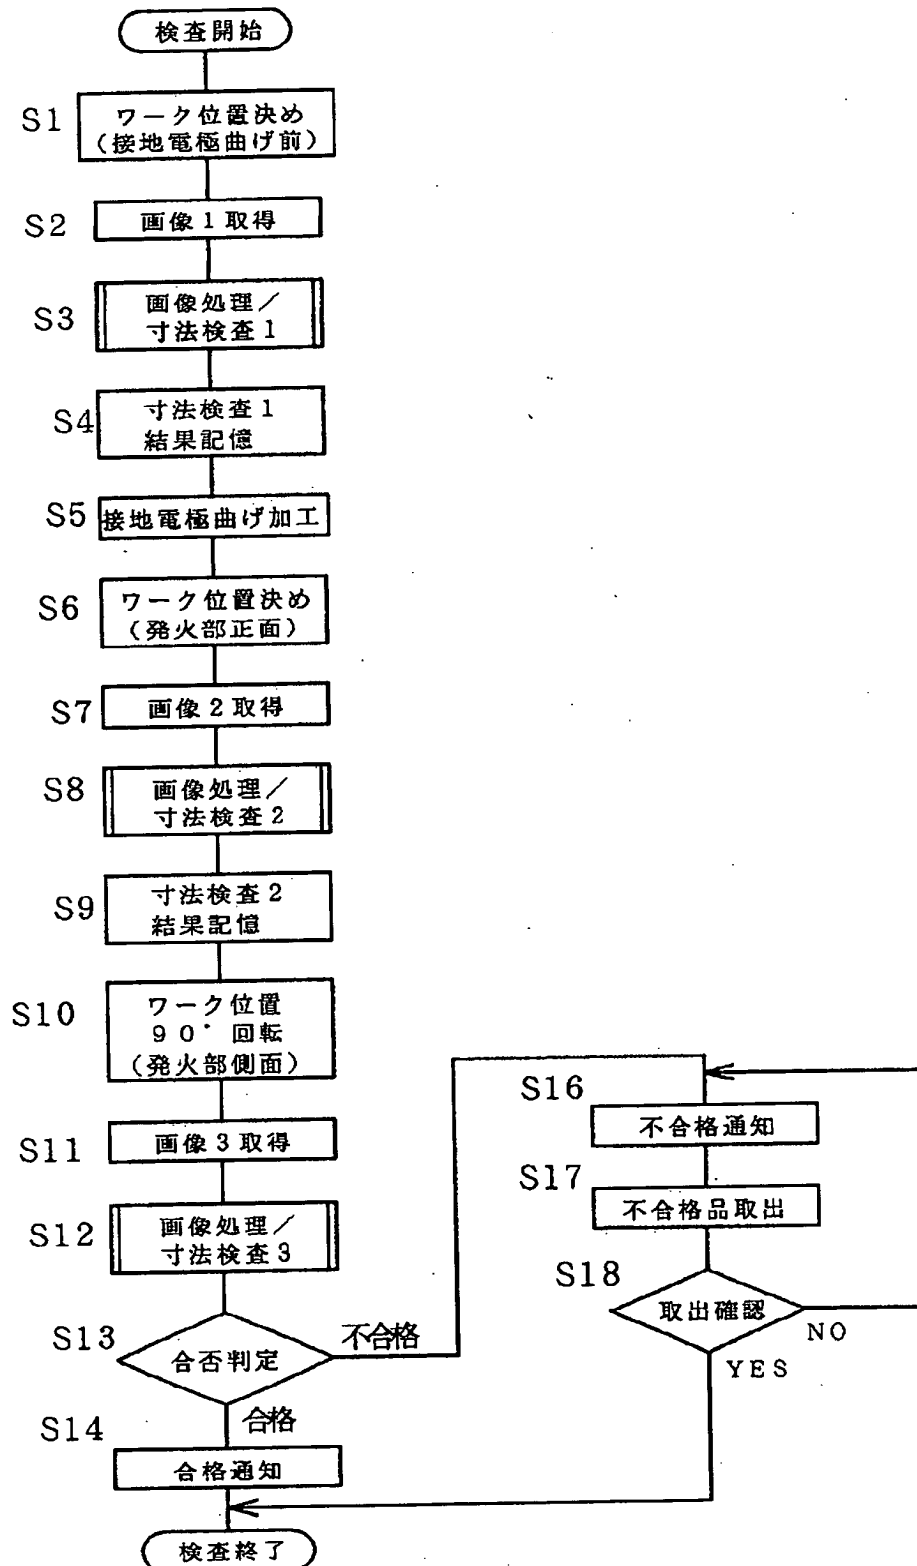 検査開始
S1
ワーク位置決め
(接地電極曲げ前)
S2
画像1取得
S3
画像処理/
寸法検査1
S4
寸法検査1
結果記憶
S5
接地電極曲げ加工
S6
ワーク位置決め
(発火部正面)
S7
画像2取得
S8
画像処理/
寸法検査2
S9
寸法検査2
結果記憶
S10
ワーク位置
90°回転
(発火部側面)
S11
画像3取得
S12
画像処理/
寸法検査3
S13
合否判定
不合格
合格
S14
合格通知
検査終了
S16
不合格通知
S17
不合格品取出
S18
取出確認
NO
YES